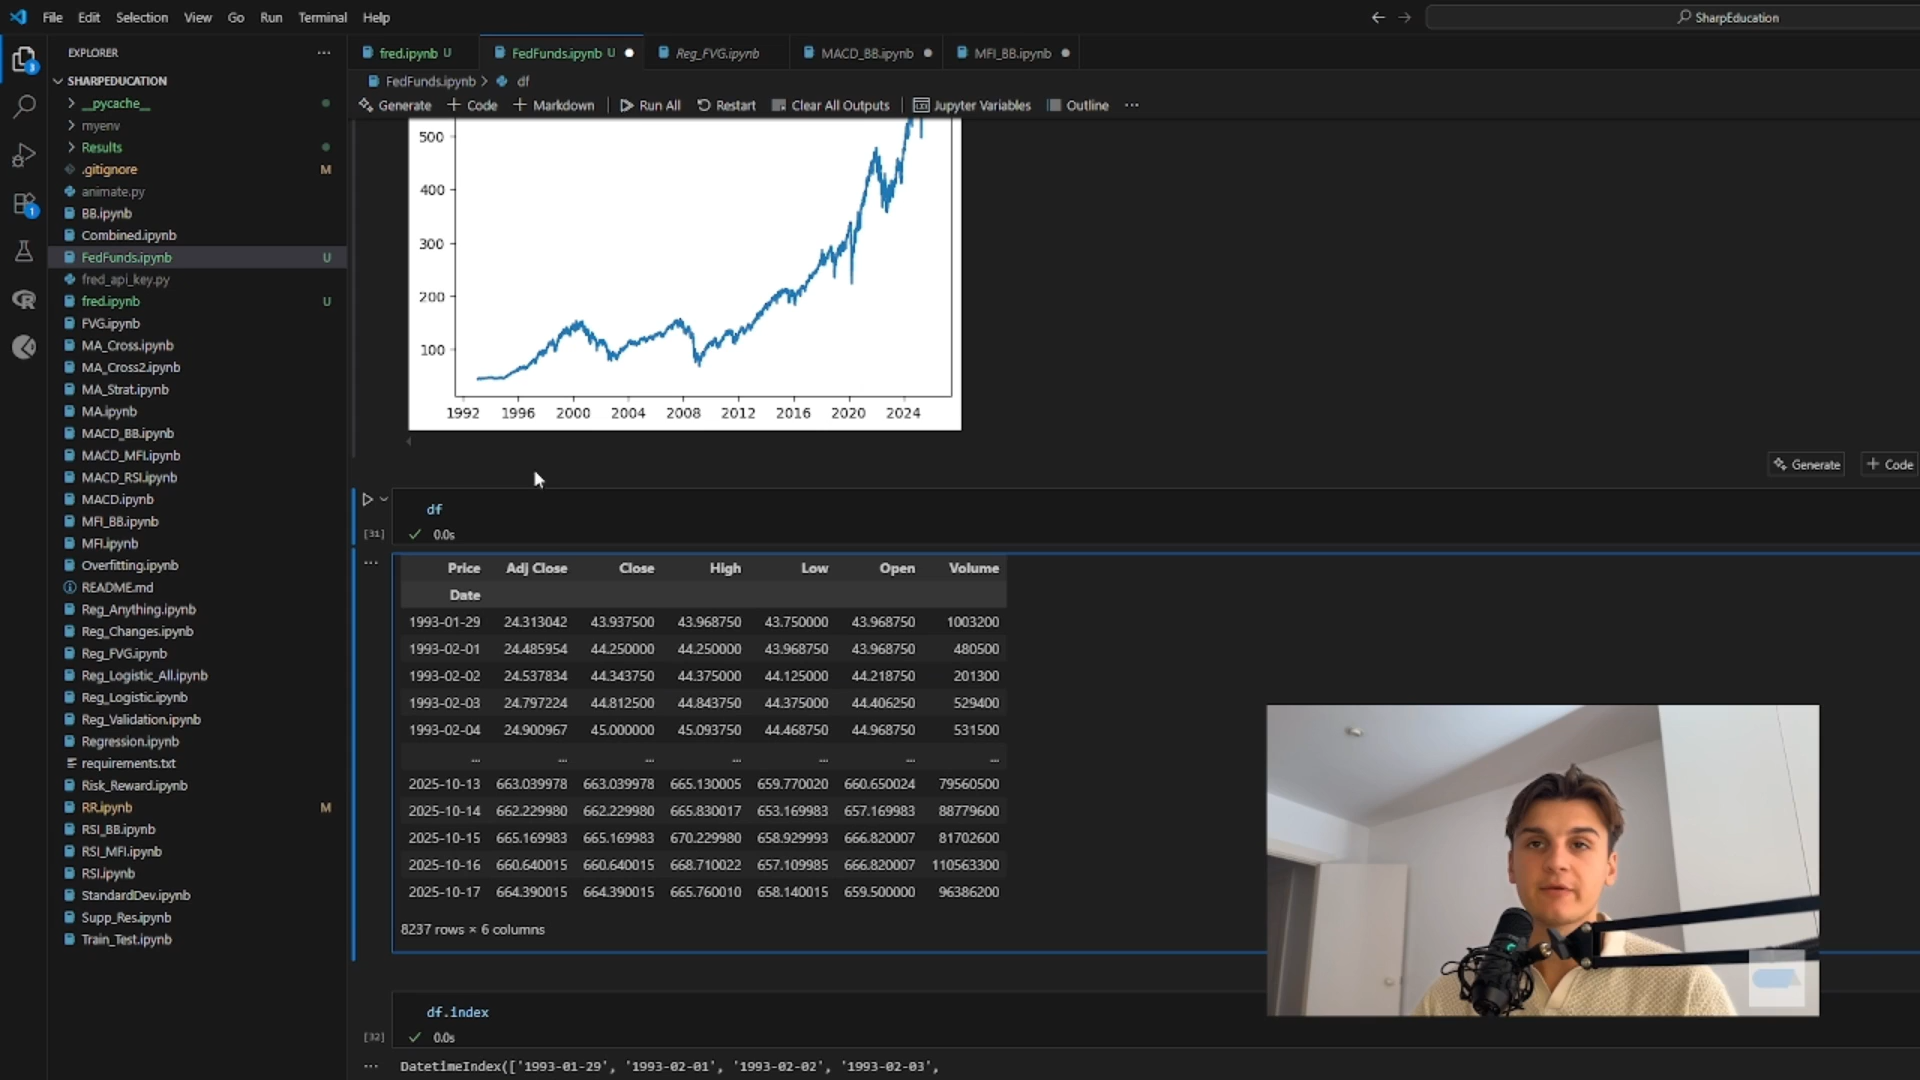 File Edit Selection View Go Run Terminal Help
SharpEducation
EXPLORER
SHARPEDUCATION
__pycache__
myenv
Results
.gitignore M
animate.py
BB.ipynb
Combined.ipynb
FedFunds.ipynb U
fred_api_key.py
fred.ipynb U
FVG.ipynb
MA_Cross.ipynb
MA_Cross2.ipynb
MA_Strat.ipynb
MA.ipynb
MACD_BB.ipynb
MACD_MFI.ipynb
MACD_RSI.ipynb
MACD.ipynb
MFI_BB.ipynb
MFI.ipynb
Overfitting.ipynb
README.md
Reg_Anything.ipynb
Reg_Changes.ipynb
Reg_FVG.ipynb
Reg_Logistic_All.ipynb
Reg_Logistic.ipynb
Reg_Validation.ipynb
Regression.ipynb
requirements.txt
Risk_Reward.ipynb
RR.ipynb M
RSI_BB.ipynb
RSI_MFI.ipynb
RSI.ipynb
StandardDev.ipynb
Supp_Res.ipynb
Train_Test.ipynb
3
1
fred.ipynb U FedFunds.ipynb U Reg_FVG.ipynb MACD_BB.ipynb MFI_BB.ipynb
FedFunds.ipynb > df
Generate + Code + Markdown Run All Restart Clear All Outputs Jupyter Variables Outline ...
500
400
300
200
100
1992 1996 2000 2004 2008 2012 2016 2020 2024
Generate + Code
df
[31] 0.0s
Price Adj Close Close High Low Open Volume
Date
1993-01-29 24.313042 43.937500 43.968750 43.750000 43.968750 1003200
1993-02-01 24.485954 44.250000 44.250000 43.968750 43.968750 480500
1993-02-02 24.537834 44.343750 44.375000 44.125000 44.218750 201300
1993-02-03 24.797224 44.812500 44.843750 44.375000 44.406250 529400
1993-02-04 24.900967 45.000000 45.093750 44.468750 44.968750 531500
... ... ... ... ... ... ...
2025-10-13 663.039978 663.039978 665.130005 659.770020 660.650024 79560500
2025-10-14 662.229980 662.229980 665.830017 653.169983 657.169983 88779600
2025-10-15 665.169983 665.169983 670.229980 658.929993 666.820007 81702600
2025-10-16 660.640015 660.640015 668.710022 657.109985 666.820007 110563300
2025-10-17 664.390015 664.390015 665.760010 658.140015 659.500000 96386200
8237 rows × 6 columns
df.index
[32] 0.0s
DatetimeIndex(['1993-01-29', '1993-02-01', '1993-02-02', '1993-02-03',